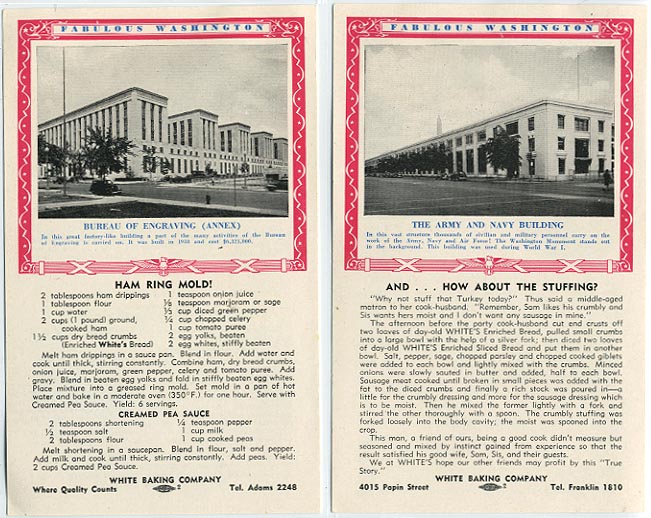 FABULOUS WASHINGTON
BUREAU OF ENGRAVING (ANNEX)
In this great factory-like building a part of the many activities of the Bureau
of Engraving is carried on. It was built in 1938 and cost $6,325,000.
HAM RING MOLD!
2 tablespoons ham drippings
1 tablespoon flour
1 cup water
2 cups (1 pound) ground,
cooked ham
1½ cups dry bread crumbs
(Enriched White's Bread)
1 teaspoon onion juice
⅛ teaspoon marjoram or sage
⅓ cup diced green pepper
¼ cup chopped celery
1 cup tomato puree
2 egg yolks, beaten
2 egg whites, stiffly beaten
Melt ham drippings in a sauce pan. Blend in flour. Add water and
cook until thick, stirring constantly. Combine ham, dry bread crumbs,
onion juice, marjoram, green pepper, celery and tomato puree. Add
gravy. Blend in beaten egg yolks and fold in stiffly beaten egg whites.
Place mixture into a greased ring mold. Set mold in a pan of hot
water and bake in a moderate oven (350°F.) for one hour. Serve with
Creamed Pea Sauce. Yield: 6 servings.
CREAMED PEA SAUCE
2 tablespoons shortening
½ teaspoon salt
2 tablespoons flour
¼ teaspoon pepper
1 cup milk
1 cup cooked peas
Melt shortening in a saucepan. Blend in flour, salt and pepper.
Add milk and cook until thick, stirring constantly. Add peas. Yield:
2 cups Creamed Pea Sauce.
WHITE BAKING COMPANY
Where Quality Counts 2 Tel. Adams 2248
FABULOUS WASHINGTON
THE ARMY AND NAVY BUILDING
In this vast structure thousands of civilian and military personnel carry on the
work of the Army, Navy and Air Force! The Washington Monument stands out
in the background. This building was used during World War I.
AND . . . HOW ABOUT THE STUFFING?
"Why not stuff that Turkey today?" Thus said a middle-aged
matron to her cook-husband. "Remember, Sam likes his crumbly and
Sis wants hers moist and I don't want any sausage in mine."
The afternoon before the party cook-husband cut end crusts off
two loaves of day-old WHITE'S Enriched Bread, pulled small crumbs
into a large bowl with the help of a silver fork; then diced two loaves
of day-old WHITE'S Enriched Sliced Bread and put them in another
bowl. Salt, pepper, sage, chopped parsley and chopped cooked giblets
were added to each bowl and lightly mixed with the crumbs. Minced
onions were slowly sauted in butter and added, half to each bowl.
Sausage meat cooked until broken in small pieces was added with the
fat to the diced crumbs and finally a rich stock was poured in—a
little for the crumby dressing and more for the sausage dressing which
is to be moist. Then he mixed the former lightly with a fork and
stirred the other thoroughly with a spoon. The crumbly stuffing was
forked loosely into the body cavity; the moist was spooned into the
crop.
This man, a friend of ours, being a good cook didn't measure but
seasoned and mixed by instinct gained from experience so that the
result satisfied his good wife, Sam, Sis, and their guests.
We at WHITE'S hope our other friends may profit by this "True
Story."
WHITE BAKING COMPANY
4015 Papin Street 2 Tel. Franklin 1810